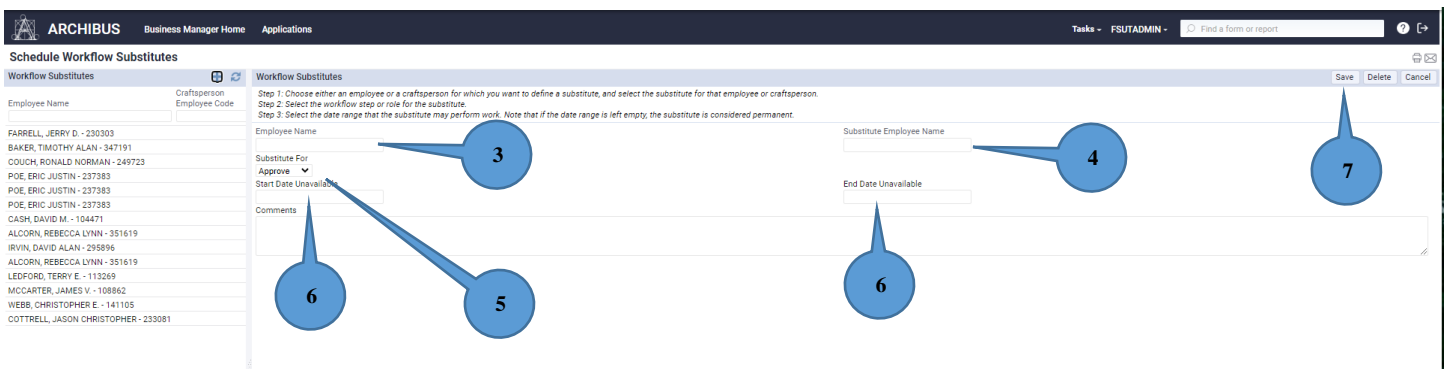 ARCHIBUS Business Manager Home Applications Tasks FSUTADMIN Find a form or report ?
Schedule Workflow Substitutes
Workflow Substitutes
Craftsperson
Employee Name Employee Code
FARRELL, JERRY D. - 230303
BAKER, TIMOTHY ALAN - 347191
COUCH, RONALD NORMAN - 249723
POE, ERIC JUSTIN - 237383
POE, ERIC JUSTIN - 237383
POE, ERIC JUSTIN - 237383
CASH, DAVID M. - 104471
ALCORN, REBECCA LYNN - 351619
IRVIN, DAVID ALAN - 295896
ALCORN, REBECCA LYNN - 351619
LEDFORD, TERRY E. - 113269
MCCARTER, JAMES V. - 108862
WEBB, CHRISTOPHER E. - 141105
COTTRELL, JASON CHRISTOPHER - 233081
Workflow Substitutes Save Delete Cancel
Step 1: Choose either an employee or a craftsperson for which you want to define a substitute, and select the substitute for that employee or craftsperson.
Step 2: Select the workflow step or role for the substitute.
Step 3: Select the date range that the substitute may perform work. Note that if the date range is left empty, the substitute is considered permanent.
Employee Name Substitute Employee Name
3
4
7
Substitute For
Approve
Start Date Unavailable End Date Unavailable
Comments
6
5
6